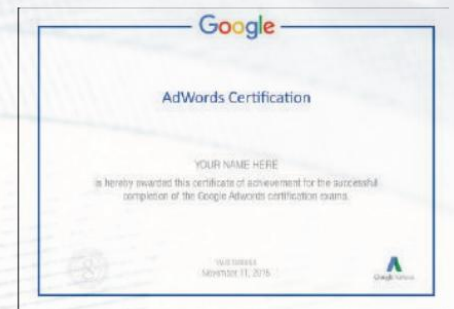 Google
AdWords Certification
YOUR NAME HERE
is hereby awarded this certificate of achievement for the successful
completion of the Google Adwords certification exams.
November 11, 2016
Google